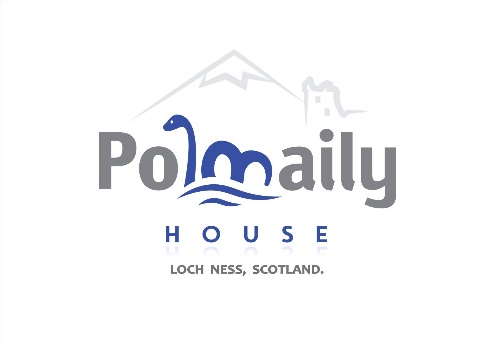 Polmaily
HOUSE
LOCH NESS, SCOTLAND.